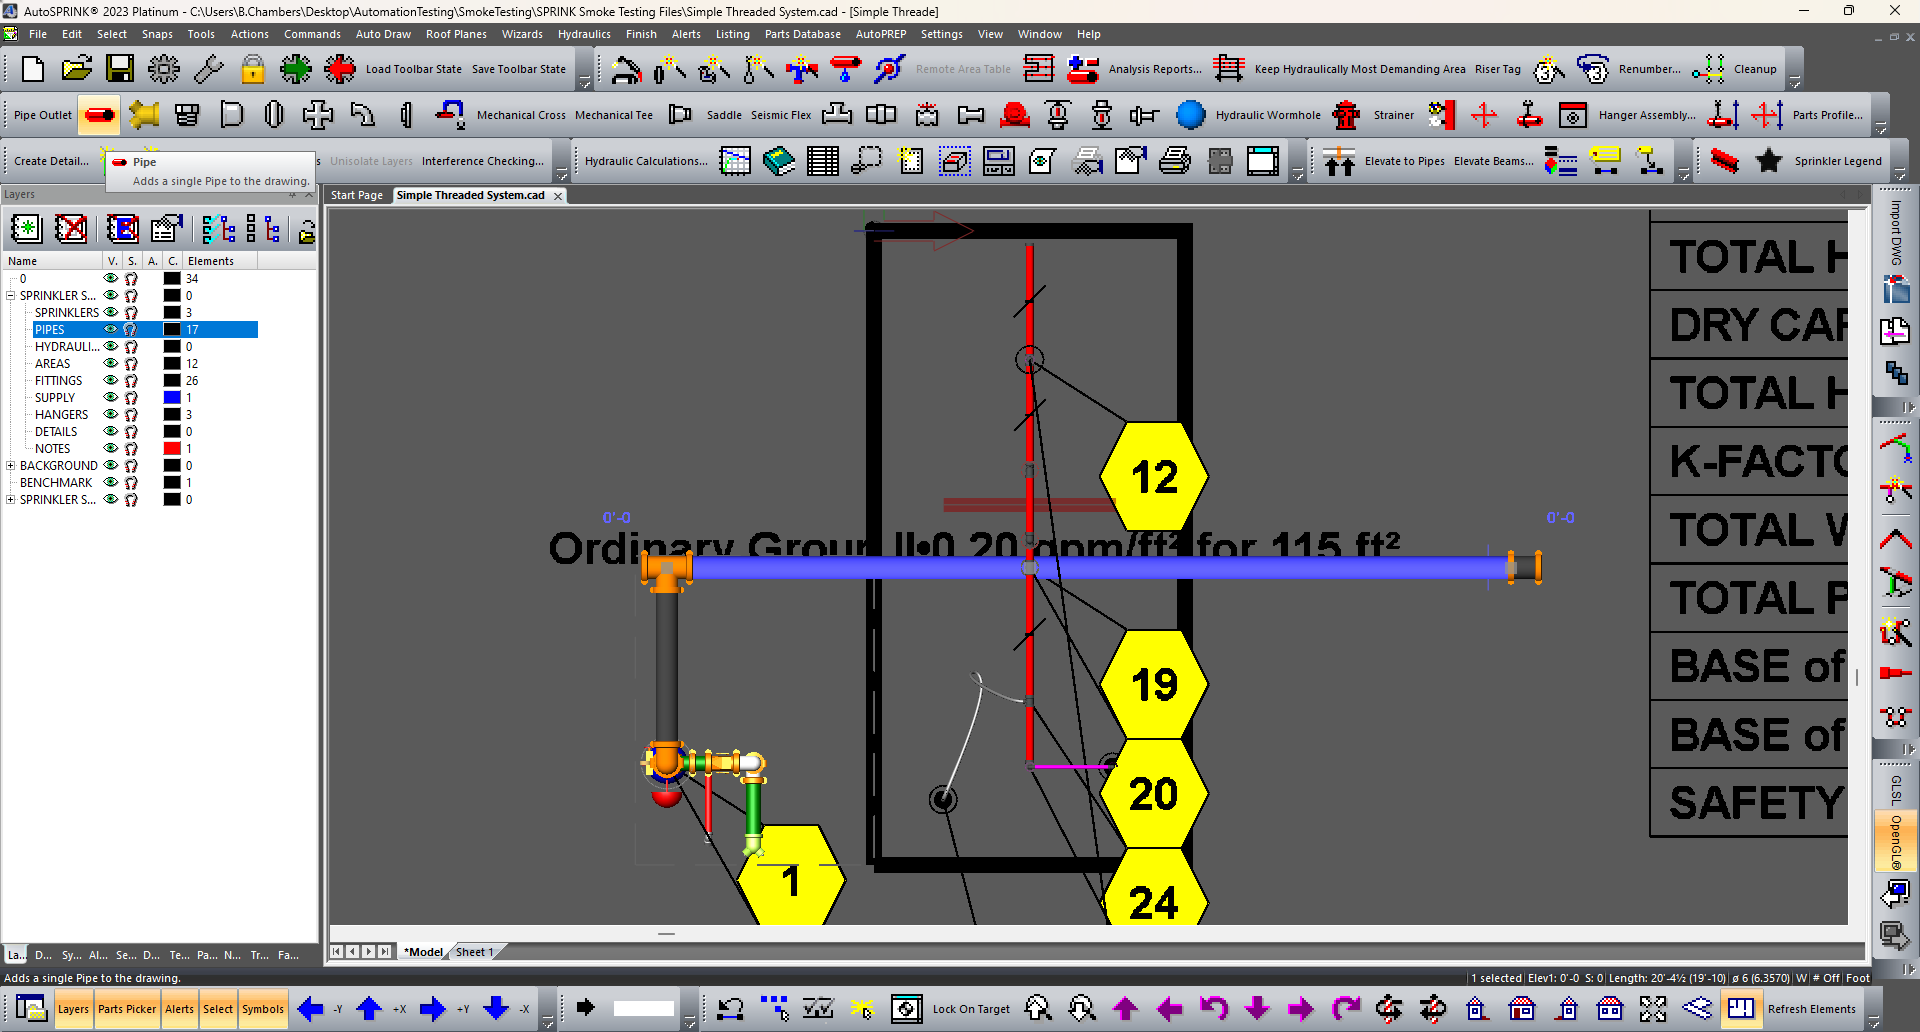 AutoSPRINK® 2023 Platinum - C:\Users\B.Chambers\Desktop\AutomationTesting\SmokeTesting\SPRINK Smoke Testing Files\Simple Threaded System.cad - [Simple Threade]
File Edit Select Snaps Tools Actions Commands Auto Draw Roof Planes Wizards Hydraulics Finish Alerts Listing Parts Database AutoPREP Settings View Window Help
Load Toolbar State Save Toolbar State Remote Area Table Analysis Reports... Keep Hydraulically Most Demanding Area Riser Tag Renumber... Cleanup
Pipe Outlet Mechanical Cross Mechanical Tee Saddle Seismic Flex Hydraulic Wormhole Strainer Hanger Assembly... Parts Profile...
Create Detail... s Unisolate Layers Interference Checking... Hydraulic Calculations... Elevate to Pipes Elevate Beams... Sprinkler Legend
Pipe
Adds a single Pipe to the drawing.
Layers
Start Page Simple Threaded System.cad
Name V. S. A. C. Elements
0 34
SPRINKLER S... 0
SPRINKLERS 3
PIPES 17
HYDRAULI... 0
AREAS 12
FITTINGS 26
SUPPLY 1
HANGERS 3
DETAILS 0
NOTES 1
BACKGROUND 0
BENCHMARK 1
SPRINKLER S... 0
La... D... Sy... Al... Se... D... Te... Pa... N... Tr... Fa...
0'-0 0'-0
Ordinary Group II•0.20 gpm/ft² for 115 ft²
12
19
20
24
1
TOTAL H
DRY CAP
TOTAL H
K-FACTO
TOTAL W
TOTAL P
BASE of
BASE of
SAFETY
Import DWG
GLSL
OpenGL®
*Model Sheet 1
Adds a single Pipe to the drawing.
1 selected Elev1: 0'-0 S: 0 Length: 20'-4½ (19'-10) ø 6 (6.3570) W # Off Foot
Layers Parts Picker Alerts Select Symbols -Y +X +Y -X Lock On Target Refresh Elements